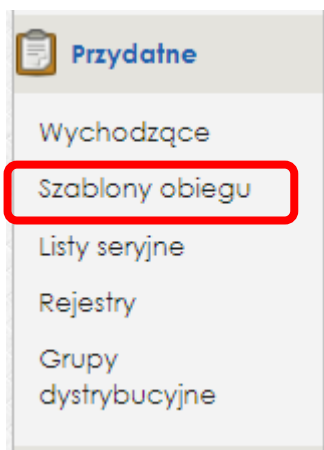 Przydatne
Wychodzące
Szablony obiegu
Listy seryjne
Rejestry
Grupy
dystrybucyjne